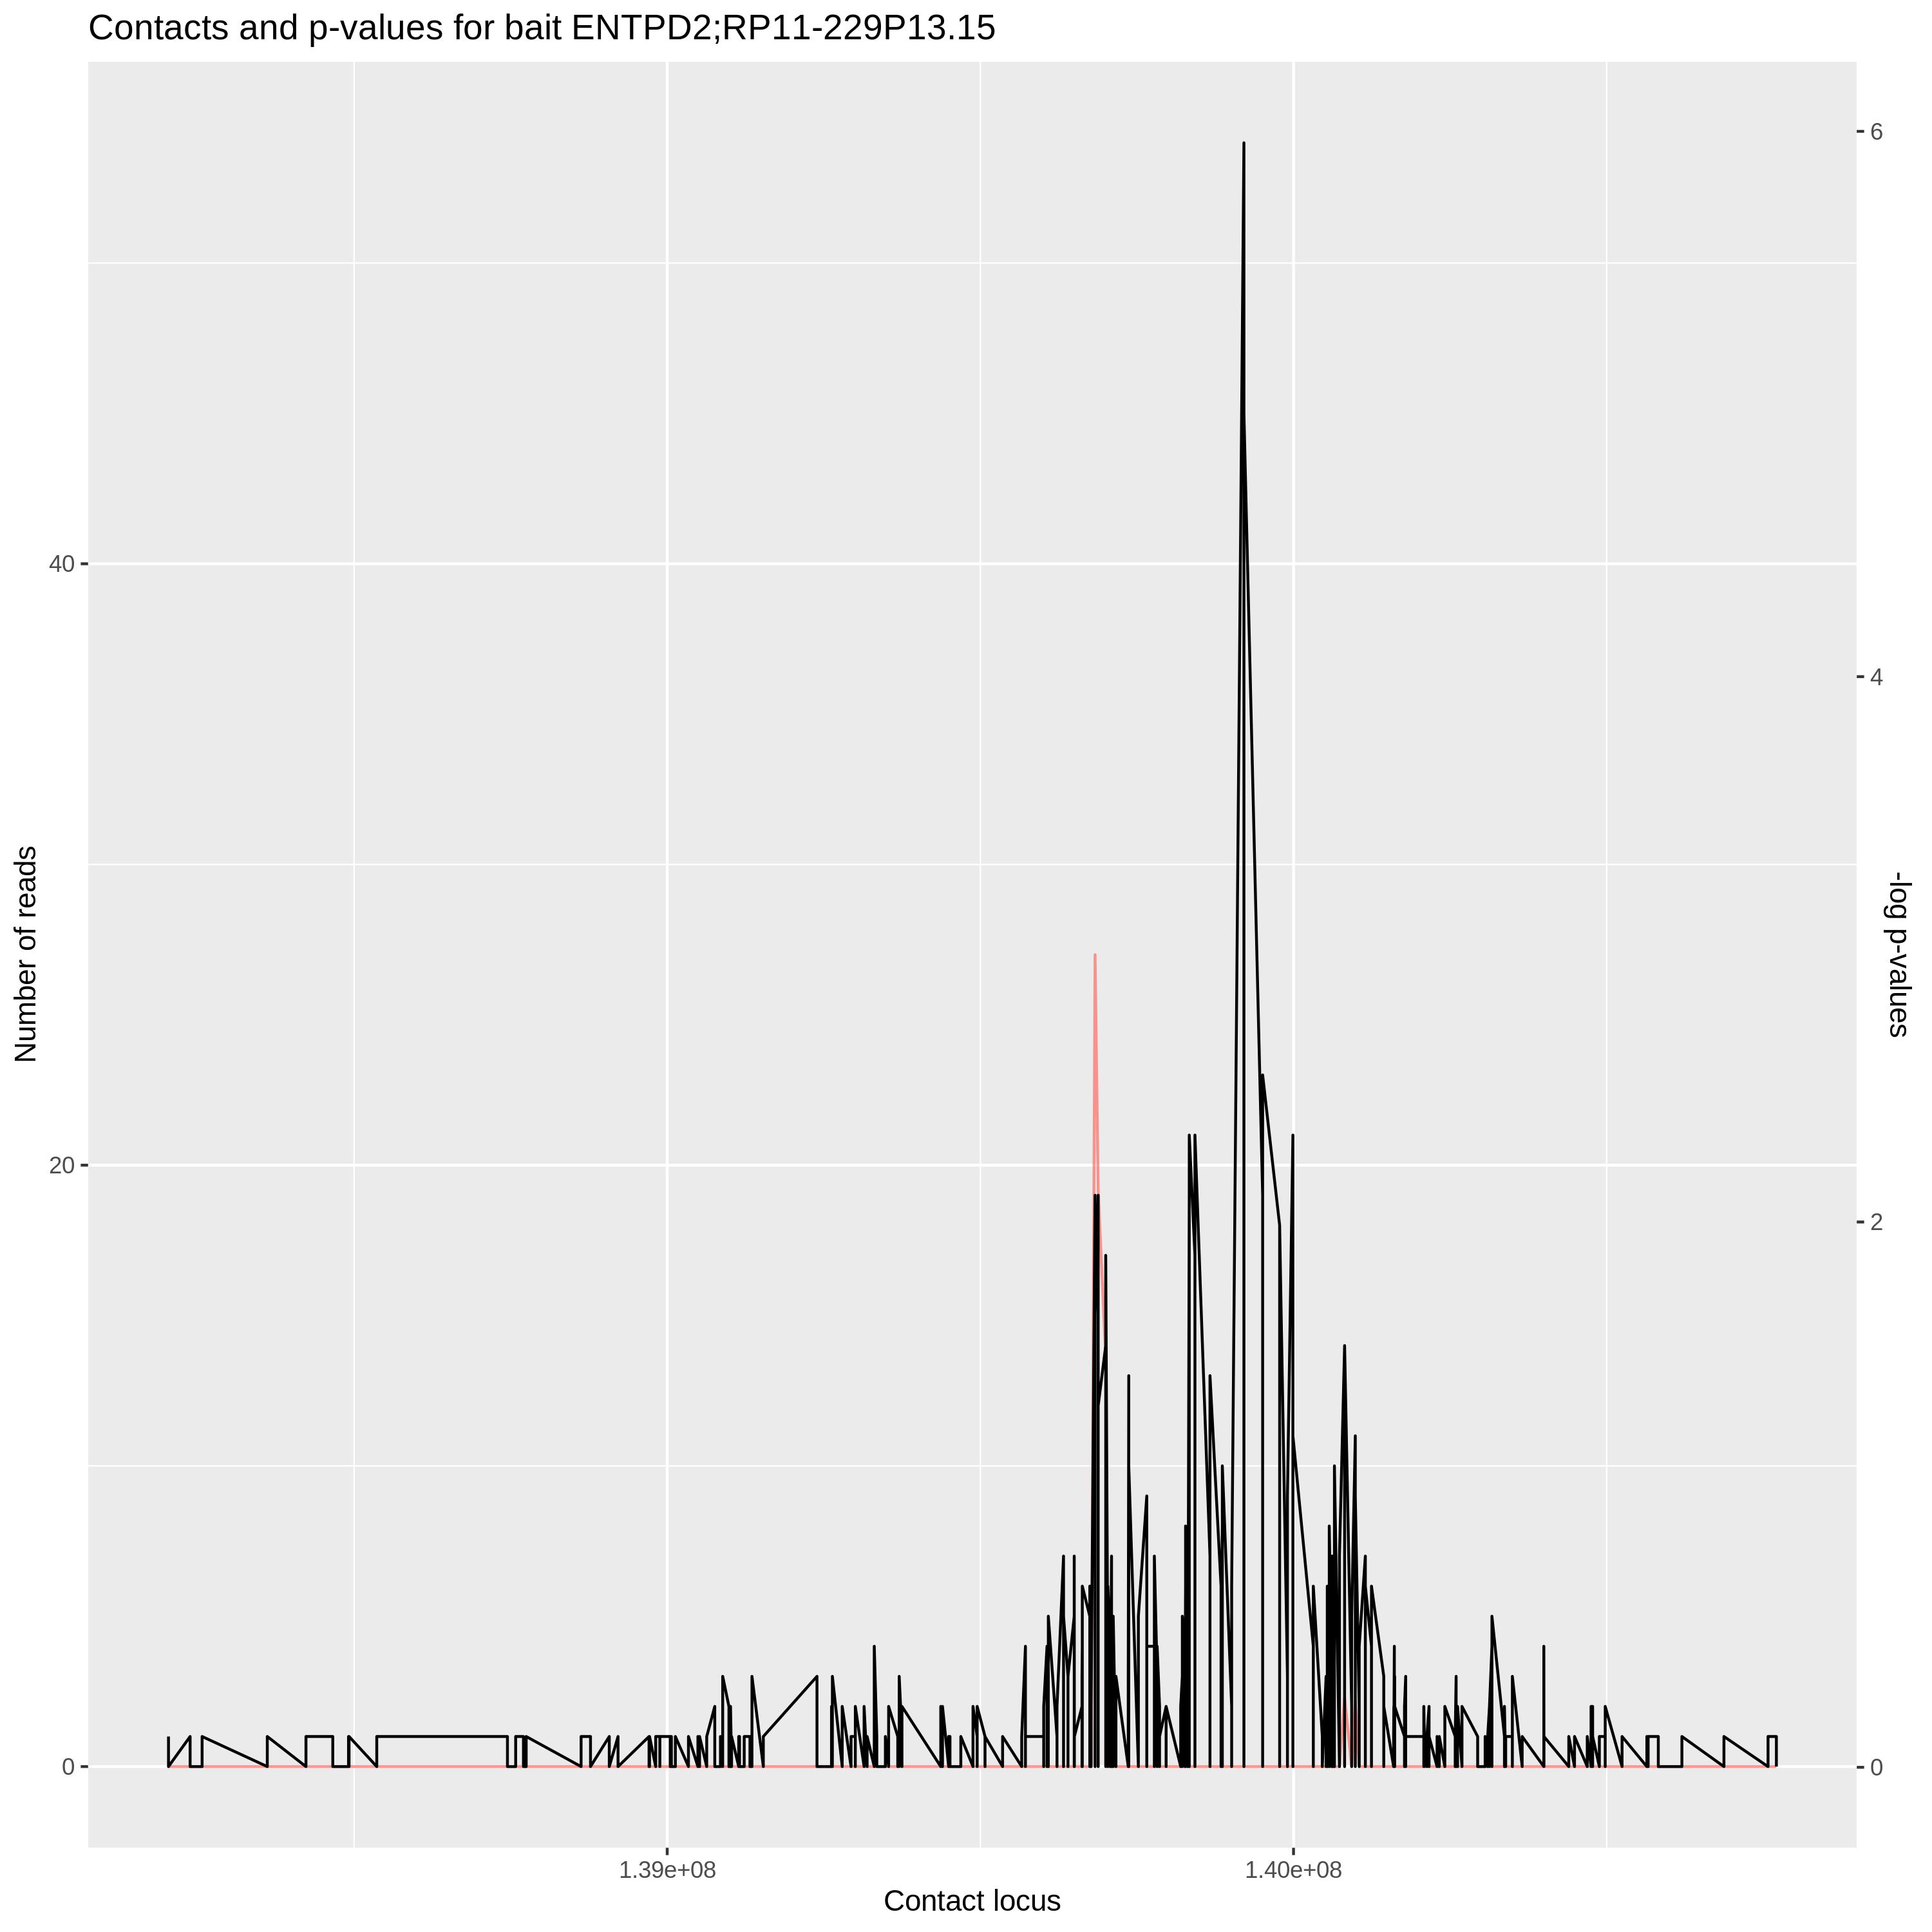 Contacts and p-values for bait ENTPD2;RP11-229P13.15
6
40
4
Number of reads
-log p-values
20
2
0
0
1.39e+08
1.40e+08
Contact locus